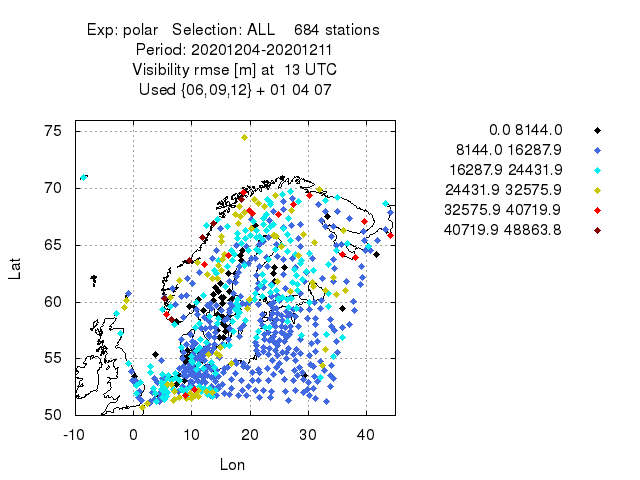 Exp: polar   Selection: ALL    684 stations
Period: 20201204-20201211
Visibility rmse [m] at  13 UTC
Used {06,09,12} + 01 04 07
0.0 8144.0
8144.0 16287.9
16287.9 24431.9
24431.9 32575.9
32575.9 40719.9
40719.9 48863.8
75
70
65
60
55
50
Lat
-10 0 10 20 30 40
Lon